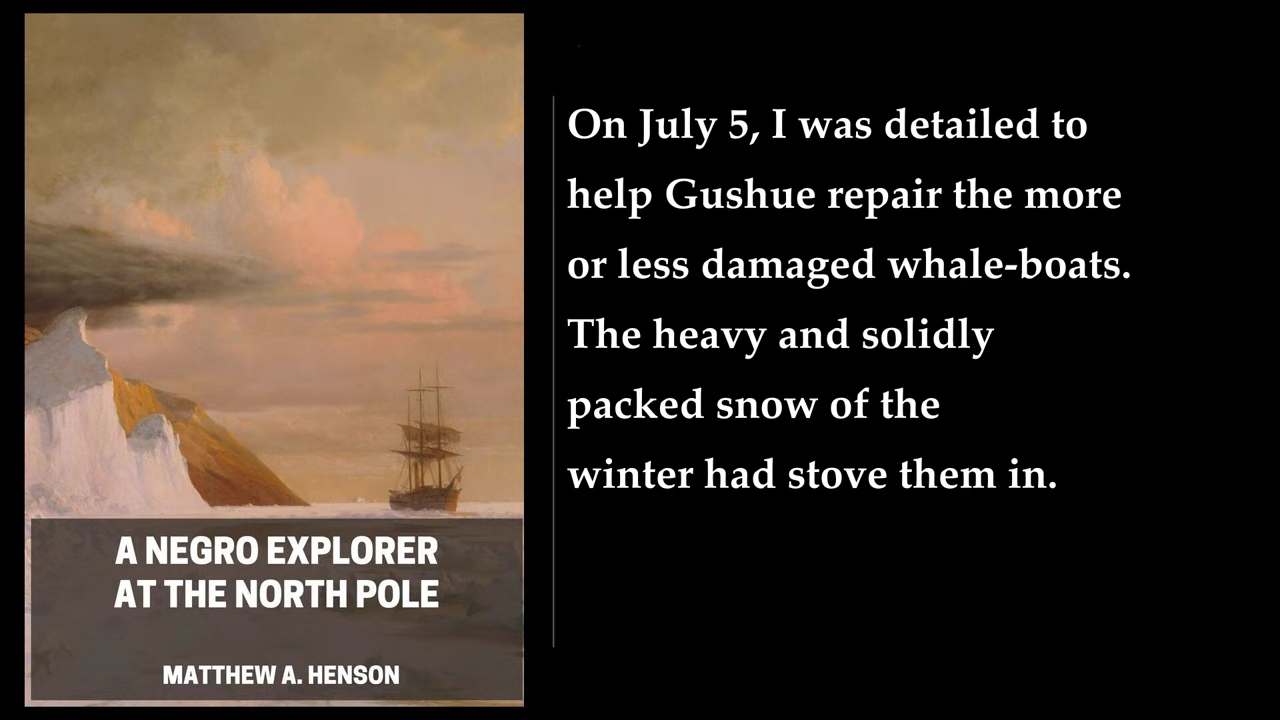 A NEGRO EXPLORER
AT THE NORTH POLE
MATTHEW A. HENSON
On July 5, I was detailed to
help Gushue repair the more
or less damaged whale-boats.
The heavy and solidly
packed snow of the
winter had stove them in.